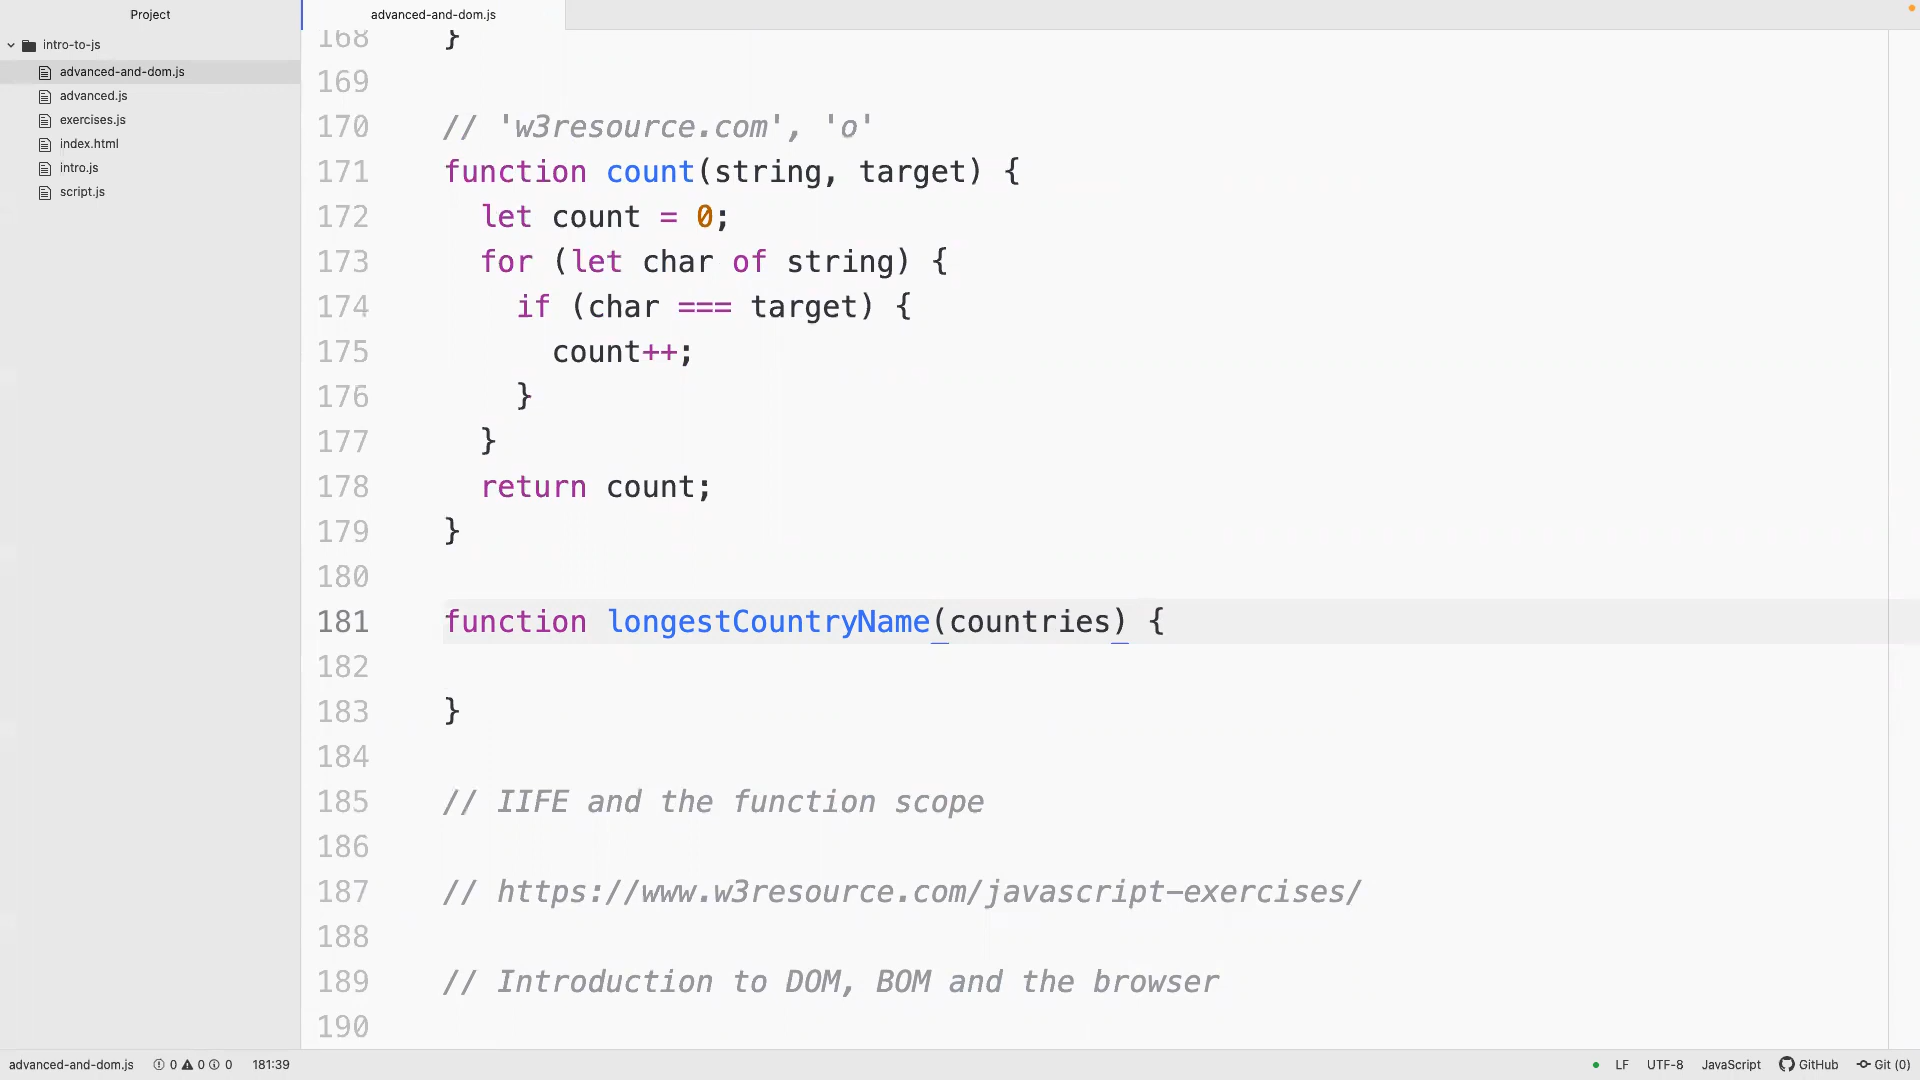 Project
advanced-and-dom.js
intro-to-js
advanced-and-dom.js
advanced.js
exercises.js
index.html
intro.js
script.js
168 }
169
170 // 'w3resource.com', 'o'
171 function count(string, target) {
172 let count = 0;
173 for (let char of string) {
174 if (char === target) {
175 count++;
176 }
177 }
178 return count;
179 }
180
181 function longestCountryName(countries) {
182
183 }
184
185 // IIFE and the function scope
186
187 // https://www.w3resource.com/javascript-exercises/
188
189 // Introduction to DOM, BOM and the browser
190
advanced-and-dom.js 0 0 0 181:39 LF UTF-8 JavaScript GitHub Git (0)